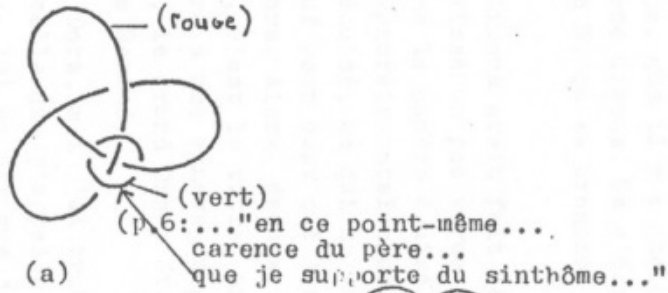 (rouge)
(vert)
(p.6:..."en ce point-même...
carence du père...
(a) que je supporte du sinthôme..."